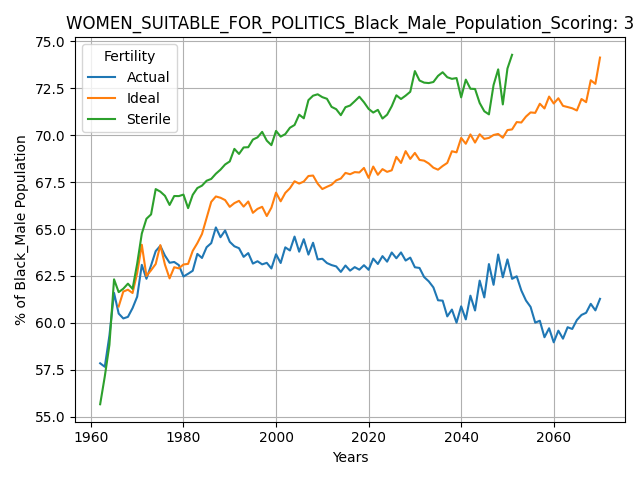 WOMEN_SUITABLE_FOR_POLITICS_Black_Male_Population_Scoring: 3
75.0
72.5
70.0
67.5
65.0
62.5
60.0
57.5
55.0
% of Black_Male Population
Fertility
Actual
Ideal
Sterile
1960 1980 2000 2020 2040 2060
Years